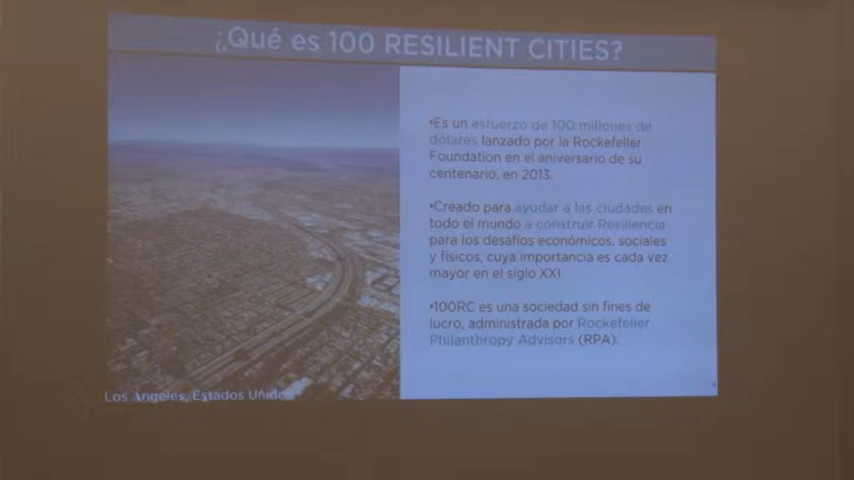 ¿Qué es 100 RESILIENT CITIES?
•Es un esfuerzo de 100 millones de
dólares lanzado por la Rockefeller
Foundation en el aniversario de su
centenario, en 2013.
•Creado para ayudar a las ciudades en
todo el mundo a construir Resiliencia
para los desafíos económicos, sociales
y físicos, cuya importancia es cada vez
mayor en el siglo XXI
•100RC es una sociedad sin fines de
lucro, administrada por Rockefeller
Philanthropy Advisors (RPA).
Los Angeles, Estados Unidos